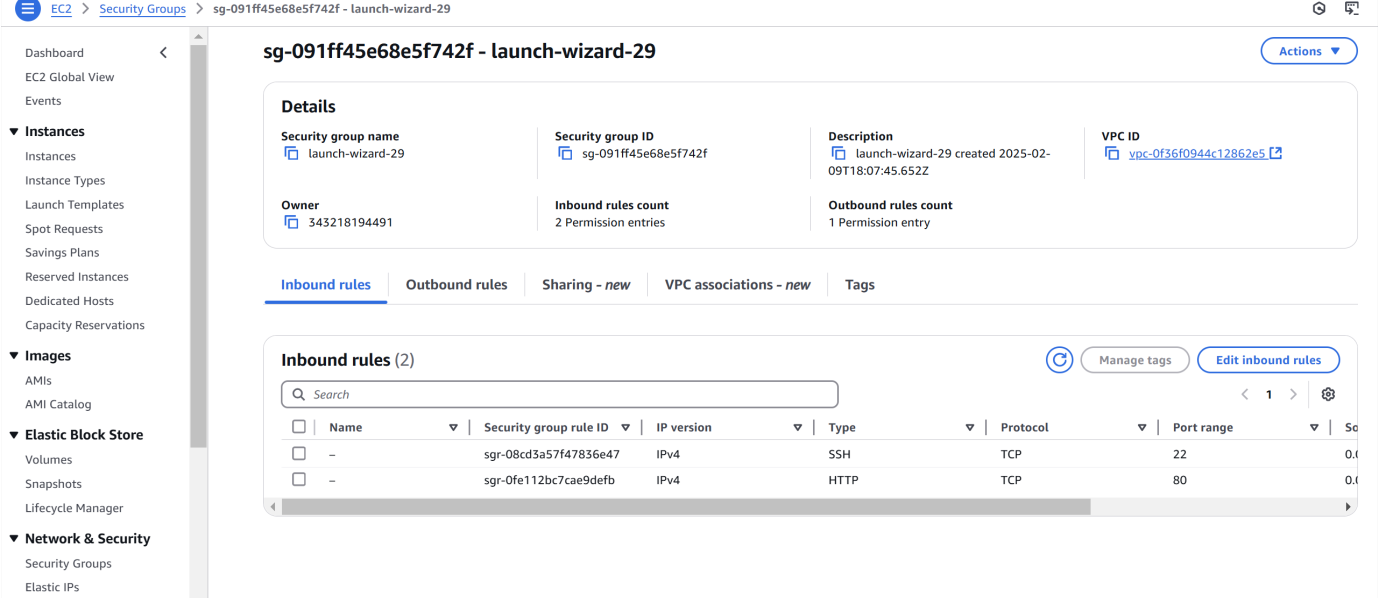 EC2 > Security Groups > sg-091ff45e68e5f742f - launch-wizard-29
Dashboard
EC2 Global View
Events
Instances
Instances
Instance Types
Launch Templates
Spot Requests
Savings Plans
Reserved Instances
Dedicated Hosts
Capacity Reservations
Images
AMIs
AMI Catalog
Elastic Block Store
Volumes
Snapshots
Lifecycle Manager
Network & Security
Security Groups
Elastic IPs
sg-091ff45e68e5f742f - launch-wizard-29
Actions
Details
Security group name
launch-wizard-29
Security group ID
sg-091ff45e68e5f742f
Description
launch-wizard-29 created 2025-02-
09T18:07:45.652Z
VPC ID
vpc-0f36f0944c12862e5
Owner
343218194491
Inbound rules count
2 Permission entries
Outbound rules count
1 Permission entry
Inbound rules Outbound rules Sharing - new VPC associations - new Tags
Inbound rules (2)
Manage tags Edit inbound rules
Search
1
Name Security group rule ID IP version Type Protocol Port range
– sgr-08cd3a57f47836e47 IPv4 SSH TCP 22
– sgr-0fe112bc7cae9defb IPv4 HTTP TCP 80